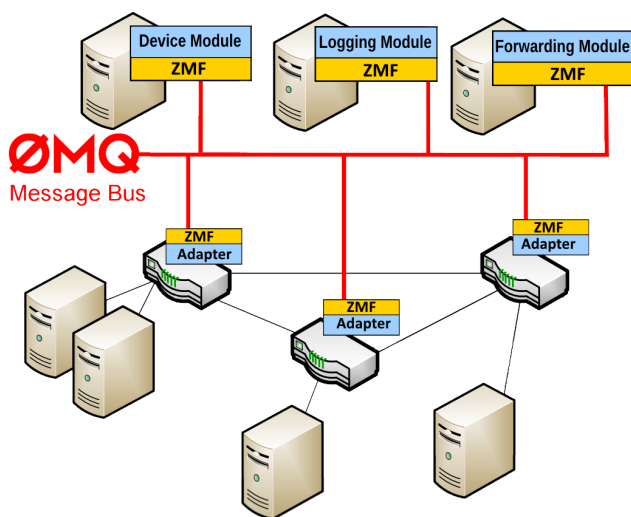 Device Module
ZMF
Logging Module
ZMF
Forwarding Module
ZMF
ØMQ
Message Bus
ZMF
Adapter
ZMF
Adapter
ZMF
Adapter